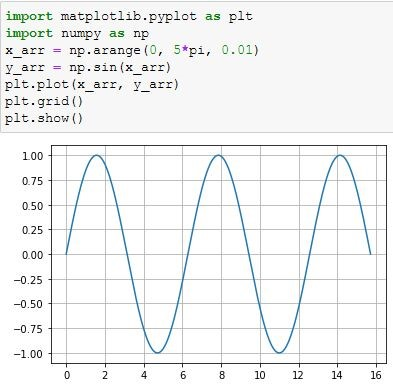 import matplotlib.pyplot as plt
import numpy as np
x_arr = np.arange(0, 5*pi, 0.01)
y_arr = np.sin(x_arr)
plt.plot(x_arr, y_arr)
plt.grid()
plt.show()
1.00
0.75
0.50
0.25
0.00
−0.25
−0.50
−0.75
−1.00
0 2 4 6 8 10 12 14 16